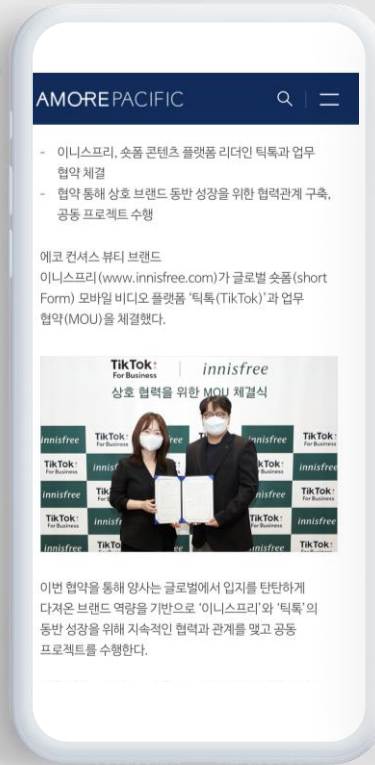 AMOREPACIFIC
- 이니스프리, 숏폼 콘텐츠 플랫폼 리더인 틱톡과 업무
협약 체결
- 협약 통해 상호 브랜드 동반 성장을 위한 협력관계 구축,
공동 프로젝트 수행
에코 컨셔스 뷰티 브랜드
이니스프리(www.innisfree.com)가 글로벌 숏폼(short
Form) 모바일 비디오 플랫폼 ‘틱톡(TikTok)’과 업무
협약(MOU)을 체결했다.
TikTok: innisfree
For Business
상호 협력을 위한 MOU 체결식
이번 협약을 통해 양사는 글로벌에서 입지를 탄탄하게
다져온 브랜드 역량을 기반으로 ‘이니스프리’와 ‘틱톡’의
동반 성장을 위해 지속적인 협력과 관계를 맺고 공동
프로젝트를 수행한다.